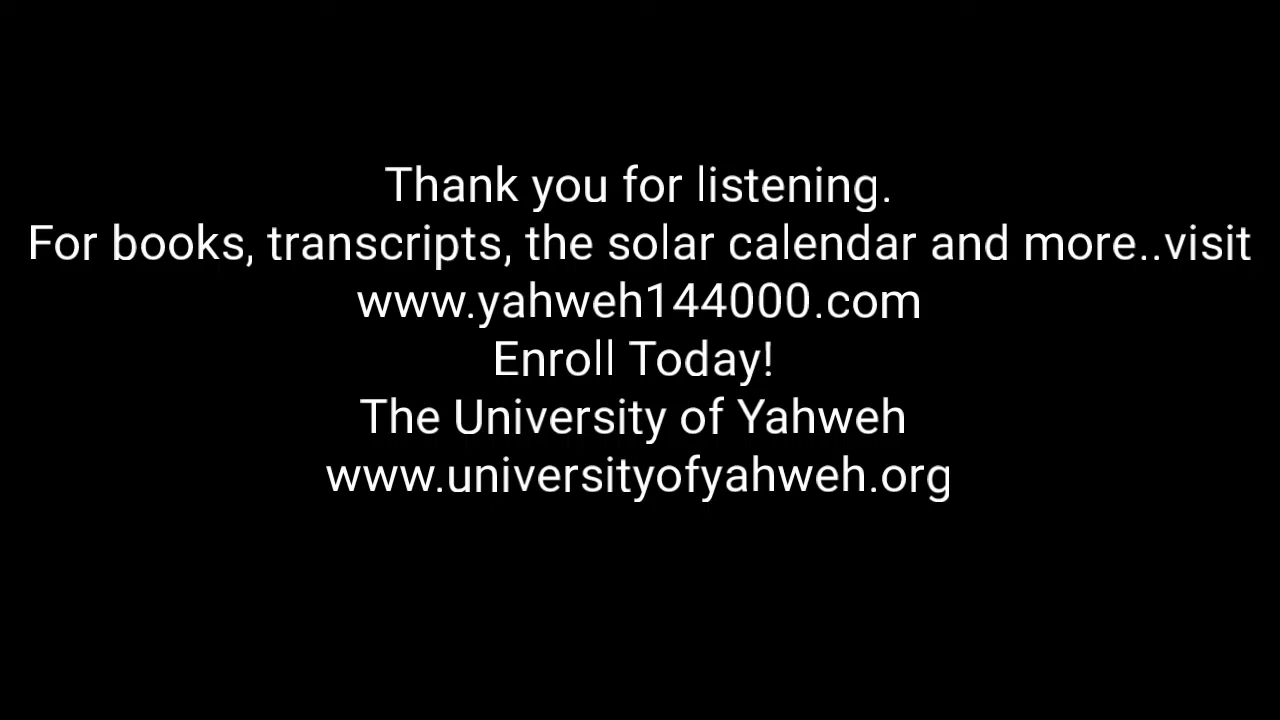 Thank you for listening.
For books, transcripts, the solar calendar and more..visit
www.yahweh144000.com
Enroll Today!
The University of Yahweh
www.universityofyahweh.org